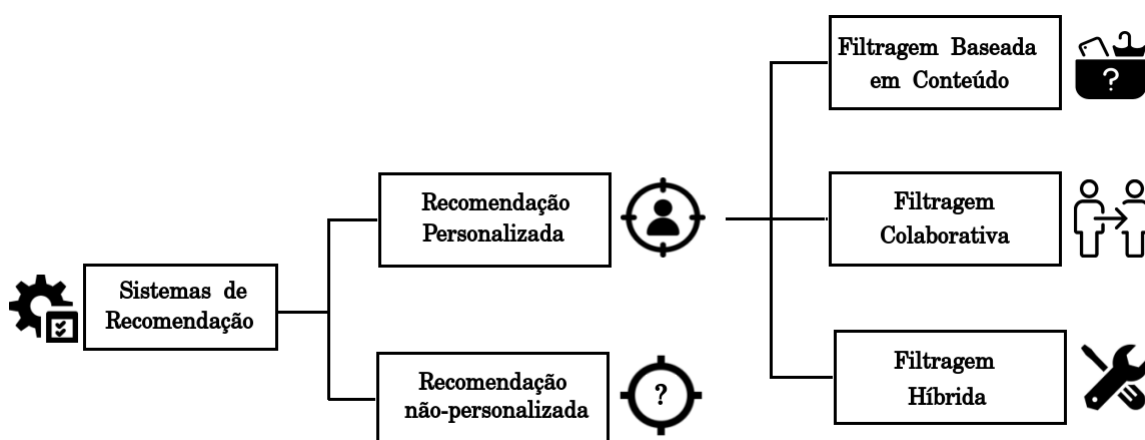 Sistemas de
Recomendação
Recomendação
Personalizada
Recomendação
não-personalizada
?
Filtragem Baseada
em Conteúdo
?
Filtragem
Colaborativa
Filtragem
Híbrida